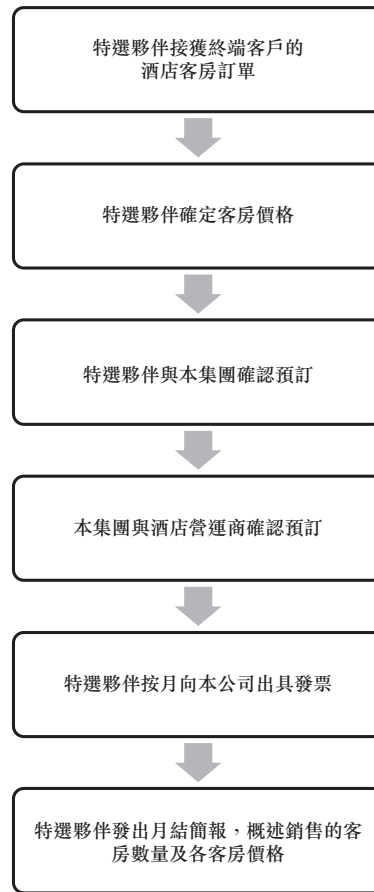 特選夥伴接獲終端客戶的
酒店客房訂單
特選夥伴確定客房價格
特選夥伴與本集團確認預訂
本集團與酒店營運商確認預訂
特選夥伴按月向本公司出具發票
特選夥伴發出月結簡報，概述銷售的客
房數量及各客房價格